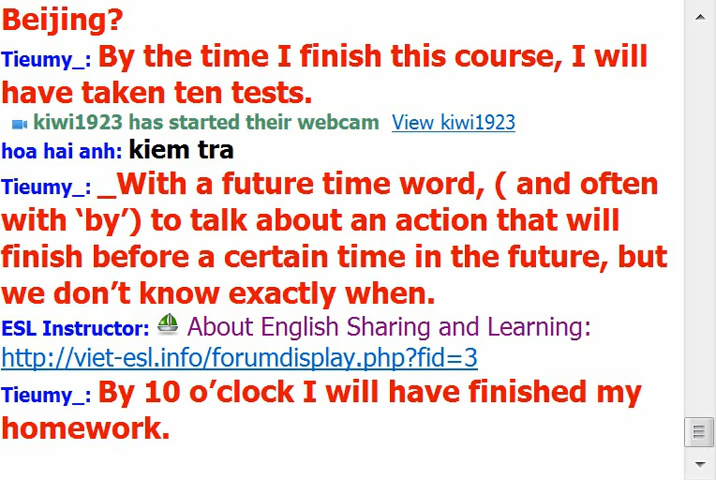 Beijing?
Tieumy_: By the time I finish this course, I will
have taken ten tests.
kiwi1923 has started their webcam View kiwi1923
hoa hai anh: kiem tra
Tieumy_: _With a future time word, ( and often
with ‘by’) to talk about an action that will
finish before a certain time in the future, but
we don’t know exactly when.
ESL Instructor: About English Sharing and Learning:
http://viet-esl.info/forumdisplay.php?fid=3
Tieumy_: By 10 o’clock I will have finished my
homework.